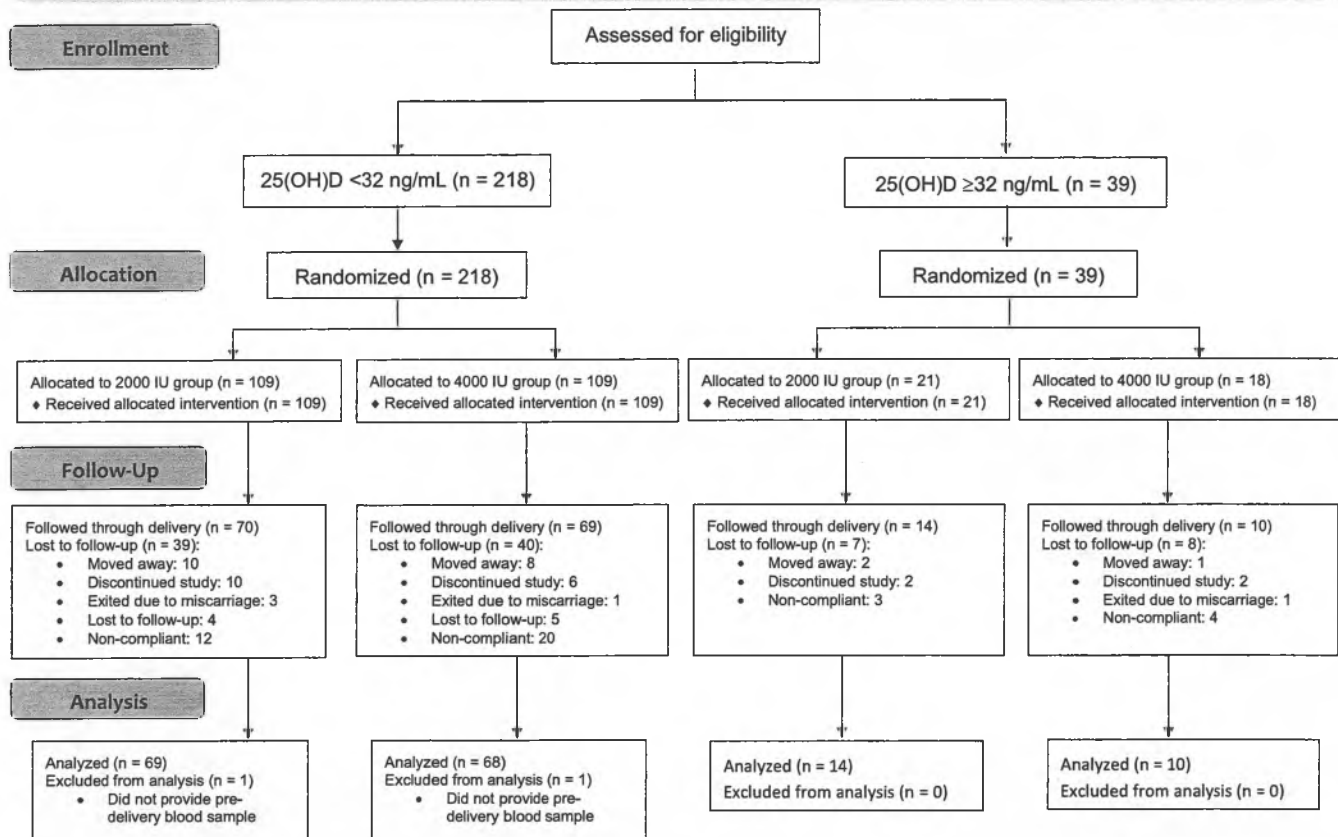 Enrollment
Assessed for eligibility
25(OH)D <32 ng/mL (n = 218)
25(OH)D ≥32 ng/mL (n = 39)
Allocation
Randomized (n = 218)
Randomized (n = 39)
Allocated to 2000 IU group (n = 109)
♦ Received allocated intervention (n = 109)
Allocated to 4000 IU group (n = 109)
♦ Received allocated intervention (n = 109)
Allocated to 2000 IU group (n = 21)
♦ Received allocated intervention (n = 21)
Allocated to 4000 IU group (n = 18)
♦ Received allocated intervention (n = 18)
Follow-Up
Followed through delivery (n = 70)
Lost to follow-up (n = 39):
• Moved away: 10
• Discontinued study: 10
• Exited due to miscarriage: 3
• Lost to follow-up: 4
• Non-compliant: 12
Followed through delivery (n = 69)
Lost to follow-up (n = 40):
• Moved away: 8
• Discontinued study: 6
• Exited due to miscarriage: 1
• Lost to follow-up: 5
• Non-compliant: 20
Followed through delivery (n = 14)
Lost to follow-up (n = 7):
• Moved away: 2
• Discontinued study: 2
• Non-compliant: 3
Followed through delivery (n = 10)
Lost to follow-up (n = 8):
• Moved away: 1
• Discontinued study: 2
• Exited due to miscarriage: 1
• Non-compliant: 4
Analysis
Analyzed (n = 69)
Excluded from analysis (n = 1)
• Did not provide pre-
delivery blood sample
Analyzed (n = 68)
Excluded from analysis (n = 1)
• Did not provide pre-
delivery blood sample
Analyzed (n = 14)
Excluded from analysis (n = 0)
Analyzed (n = 10)
Excluded from analysis (n = 0)